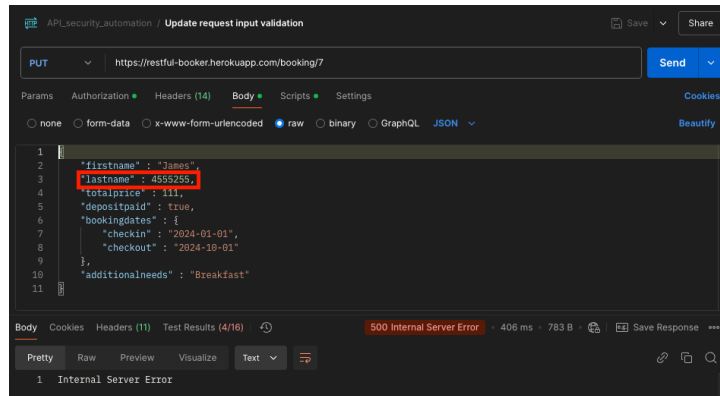 HTTP API_security_automation / Update request input validation Save Share
PUT https://restful-booker.herokuapp.com/booking/7 Send
Params Authorization Headers (14) Body Scripts Settings Cookies
none form-data x-www-form-urlencoded raw binary GraphQL JSON Beautify
1 {
2 "firstname" : "James",
3 "lastname" : 4555255,
4 "totalprice" : 111,
5 "depositpaid" : true,
6 "bookingdates" : {
7 "checkin" : "2024-01-01",
8 "checkout" : "2024-10-01"
9 },
10 "additionalneeds" : "Breakfast"
11 }
Body Cookies Headers (11) Test Results (4/16) 500 Internal Server Error 406 ms 783 B e.g. Save Response
Pretty Raw Preview Visualize Text
1 Internal Server Error